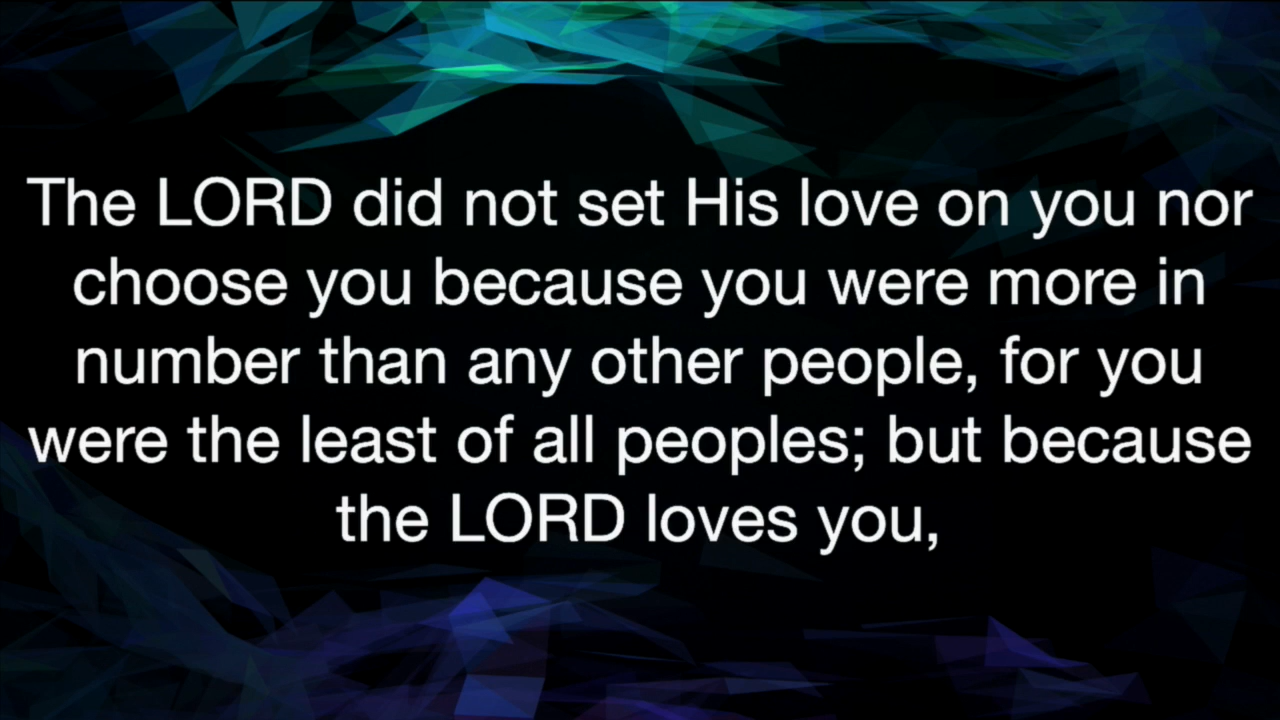 The LORD did not set His love on you nor
choose you because you were more in
number than any other people, for you
were the least of all peoples; but because
the LORD loves you,